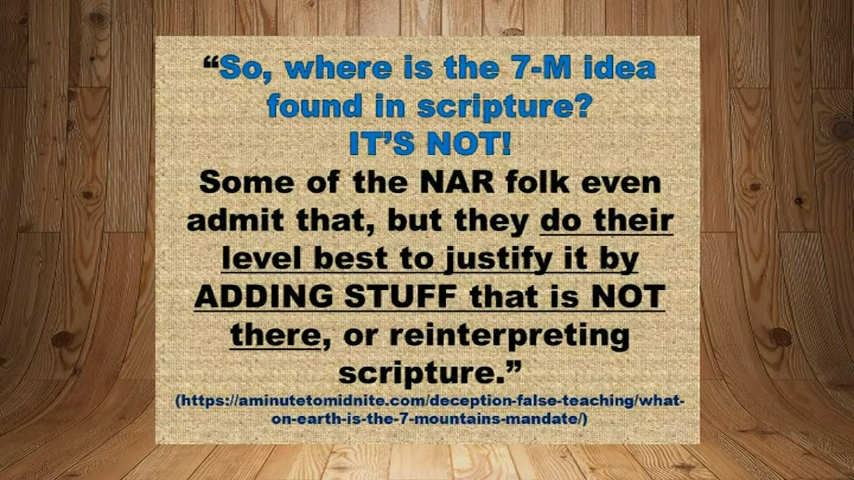 “So, where is the 7-M idea
found in scripture?
IT’S NOT!
Some of the NAR folk even
admit that, but they do their
level best to justify it by
ADDING STUFF that is NOT
there, or reinterpreting
scripture.”
(https://aminutetomidnite.com/deception-false-teaching/what-
on-earth-is-the-7-mountains-mandate/)